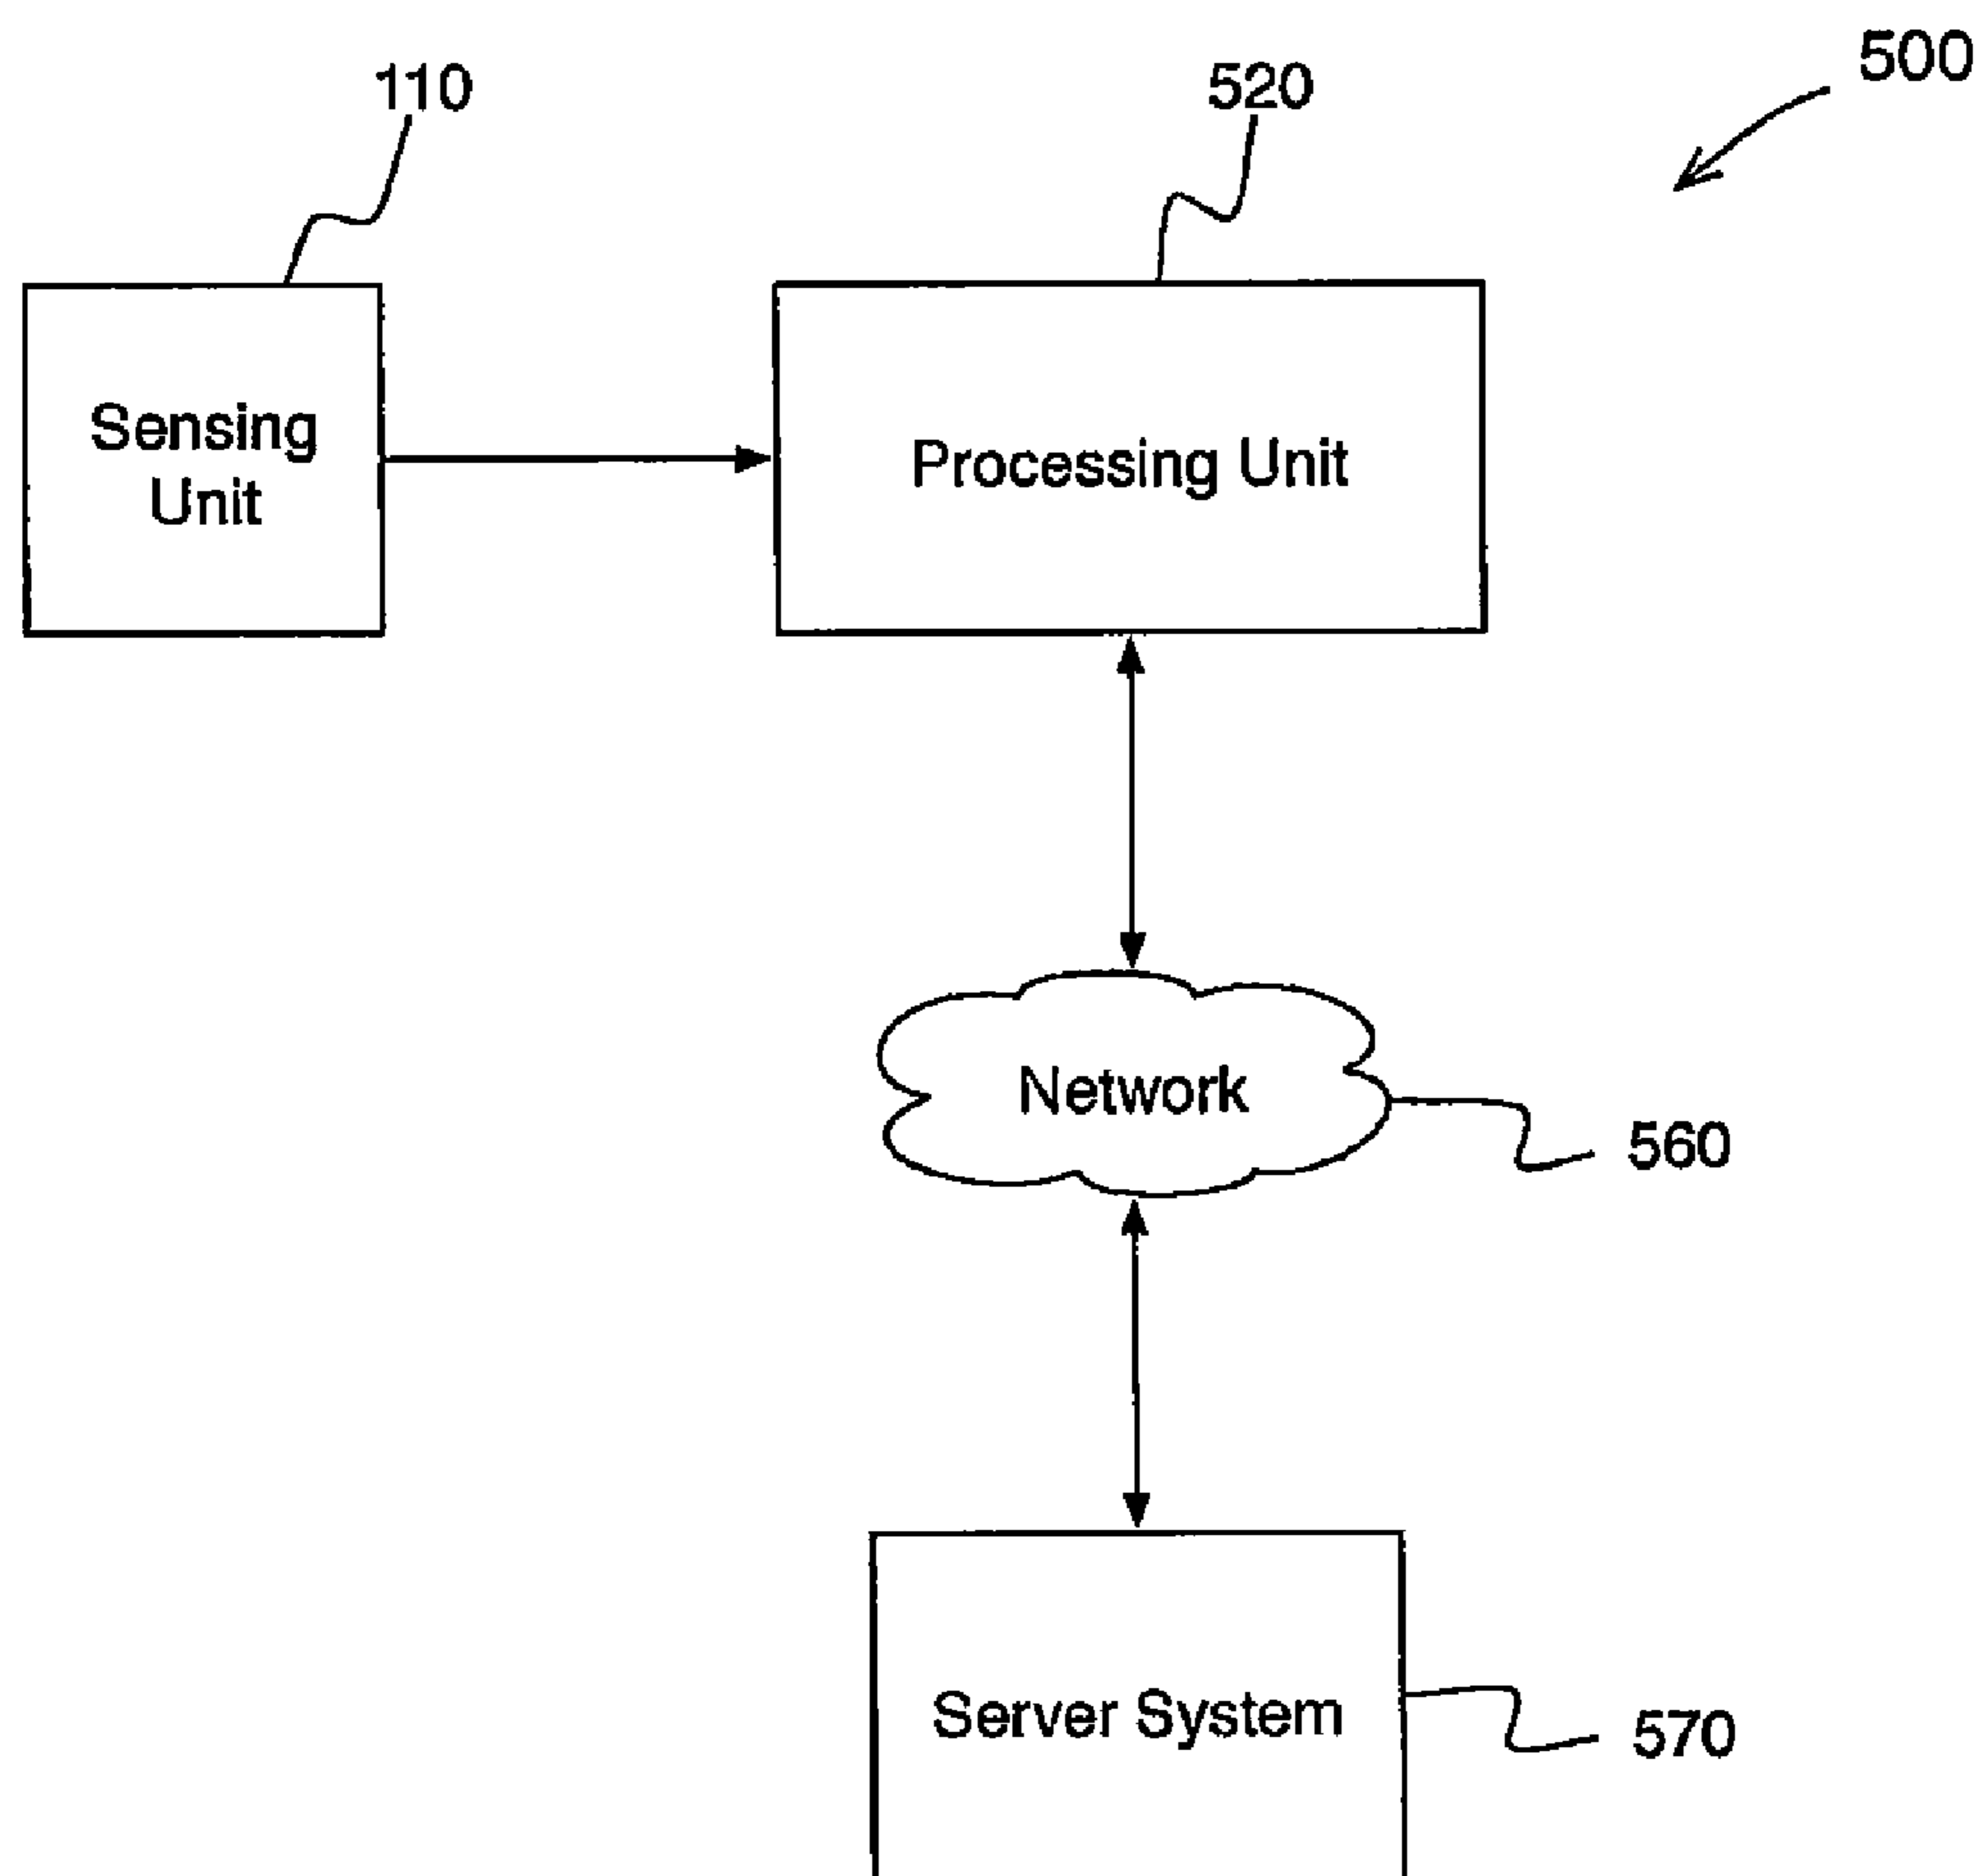 500
110
520
Sensing
Unit
Processing Unit
Network
560
Server System
570